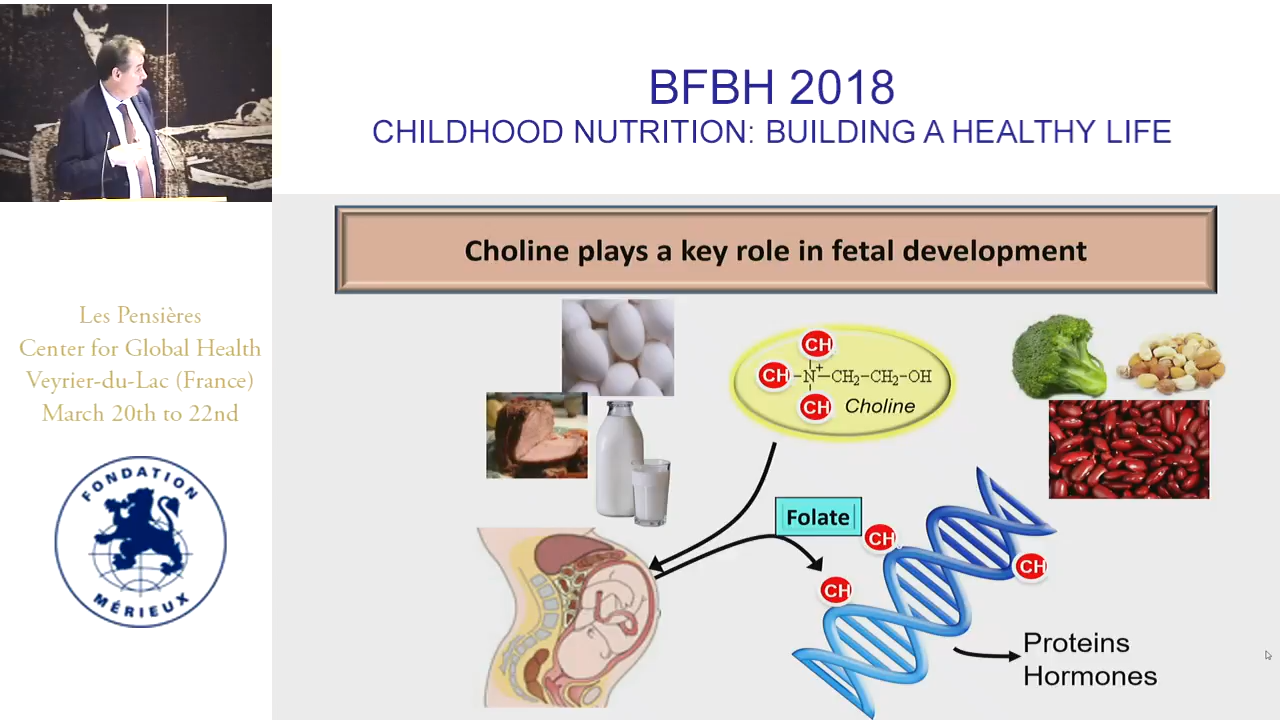 BFBH 2018
CHILDHOOD NUTRITION: BUILDING A HEALTHY LIFE
Les Pensières
Center for Global Health
Veyrier-du-Lac (France)
March 20th to 22nd
FONDATION
MÉRIEUX
Choline plays a key role in fetal development
CH
CH -N+-CH2-CH2-OH
CH Choline
Folate
CH
CH
CH
Proteins
Hormones